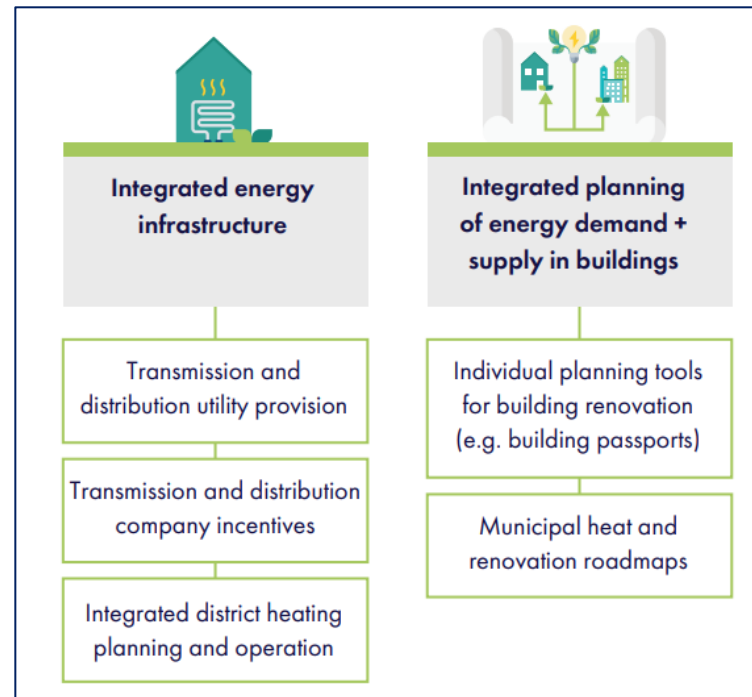 Integrated energy
infrastructure
Transmission and
distribution utility provision
Transmission and distribution
company incentives
Integrated district heating
planning and operation
Integrated planning
of energy demand +
supply in buildings
Individual planning tools
for building renovation
(e.g. building passports)
Municipal heat and
renovation roadmaps